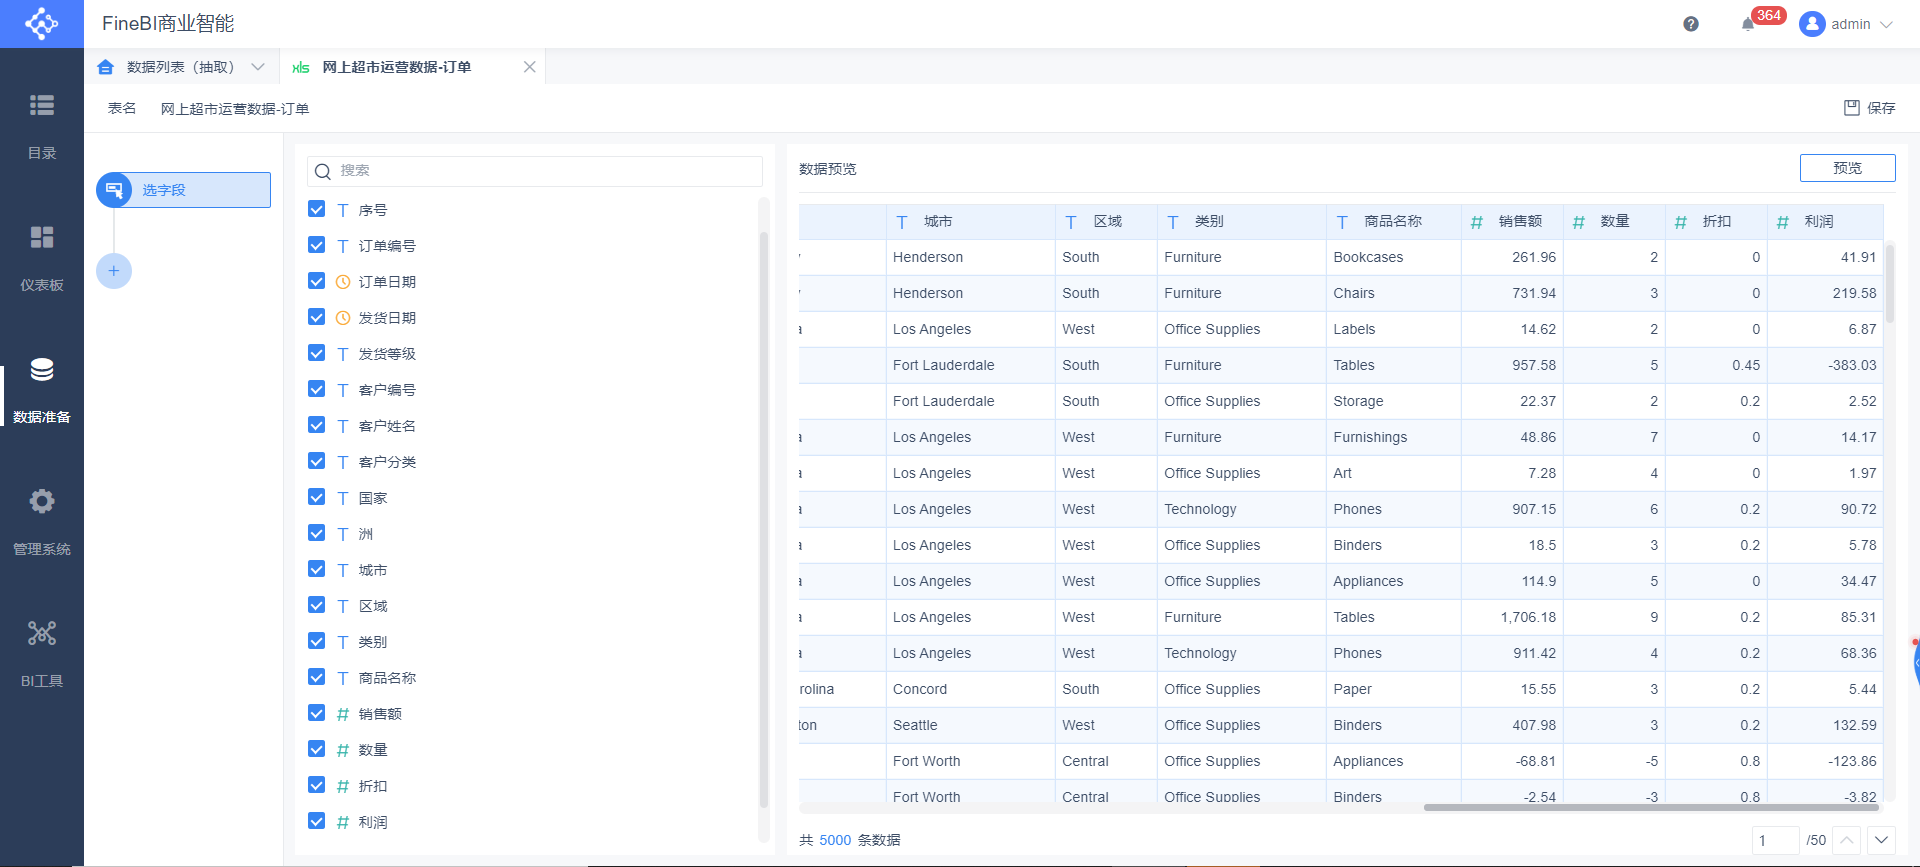 FineBI商业智能
364
admin
数据列表（抽取）
xls 网上超市运营数据-订单
表名 网上超市运营数据-订单
保存
目录
仪表板
数据准备
管理系统
BI工具
选字段
搜索
序号
订单编号
订单日期
发货日期
发货等级
客户编号
客户姓名
客户分类
国家
洲
城市
区域
类别
商品名称
销售额
数量
折扣
利润
数据预览
预览
城市 区域 类别 商品名称 销售额 数量 折扣 利润
Henderson South Furniture Bookcases 261.96 2 0 41.91
Henderson South Furniture Chairs 731.94 3 0 219.58
a Los Angeles West Office Supplies Labels 14.62 2 0 6.87
Fort Lauderdale South Furniture Tables 957.58 5 0.45 -383.03
Fort Lauderdale South Office Supplies Storage 22.37 2 0.2 2.52
a Los Angeles West Furniture Furnishings 48.86 7 0 14.17
a Los Angeles West Office Supplies Art 7.28 4 0 1.97
a Los Angeles West Technology Phones 907.15 6 0.2 90.72
a Los Angeles West Office Supplies Binders 18.5 3 0.2 5.78
a Los Angeles West Office Supplies Appliances 114.9 5 0 34.47
a Los Angeles West Furniture Tables 1,706.18 9 0.2 85.31
a Los Angeles West Technology Phones 911.42 4 0.2 68.36
rolina Concord South Office Supplies Paper 15.55 3 0.2 5.44
ton Seattle West Office Supplies Binders 407.98 3 0.2 132.59
Fort Worth Central Office Supplies Appliances -68.81 -5 0.8 -123.86
Fort Worth Central Office Supplies Binders -2.54 -3 0.8 -3.82
共 5000 条数据
1 /50